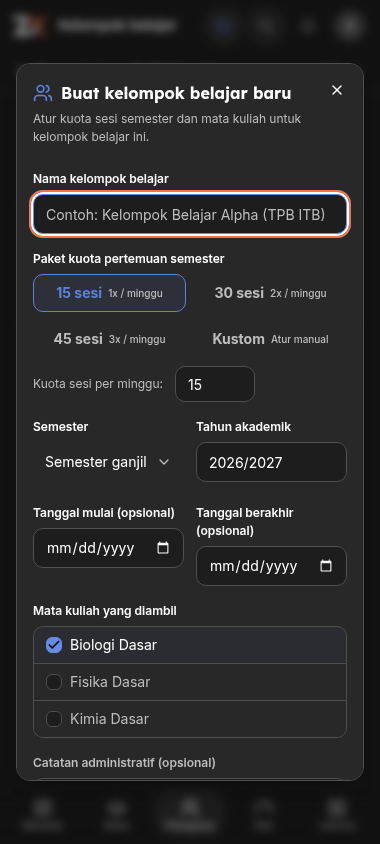 Kelompok belajar
Buat kelompok belajar baru
Atur kuota sesi semester dan mata kuliah untuk
kelompok belajar ini.
Nama kelompok belajar
Contoh: Kelompok Belajar Alpha (TPB ITB)
Paket kuota pertemuan semester
15 sesi 1x / minggu
30 sesi 2x / minggu
45 sesi 3x / minggu
Kustom Atur manual
Kuota sesi per minggu:
15
Semester
Tahun akademik
Semester ganjil
2026/2027
Tanggal mulai (opsional)
Tanggal berakhir
(opsional)
mm/dd/yyyy
mm/dd/yyyy
Mata kuliah yang diambil
Biologi Dasar
Fisika Dasar
Kimia Dasar
Catatan administratif (opsional)